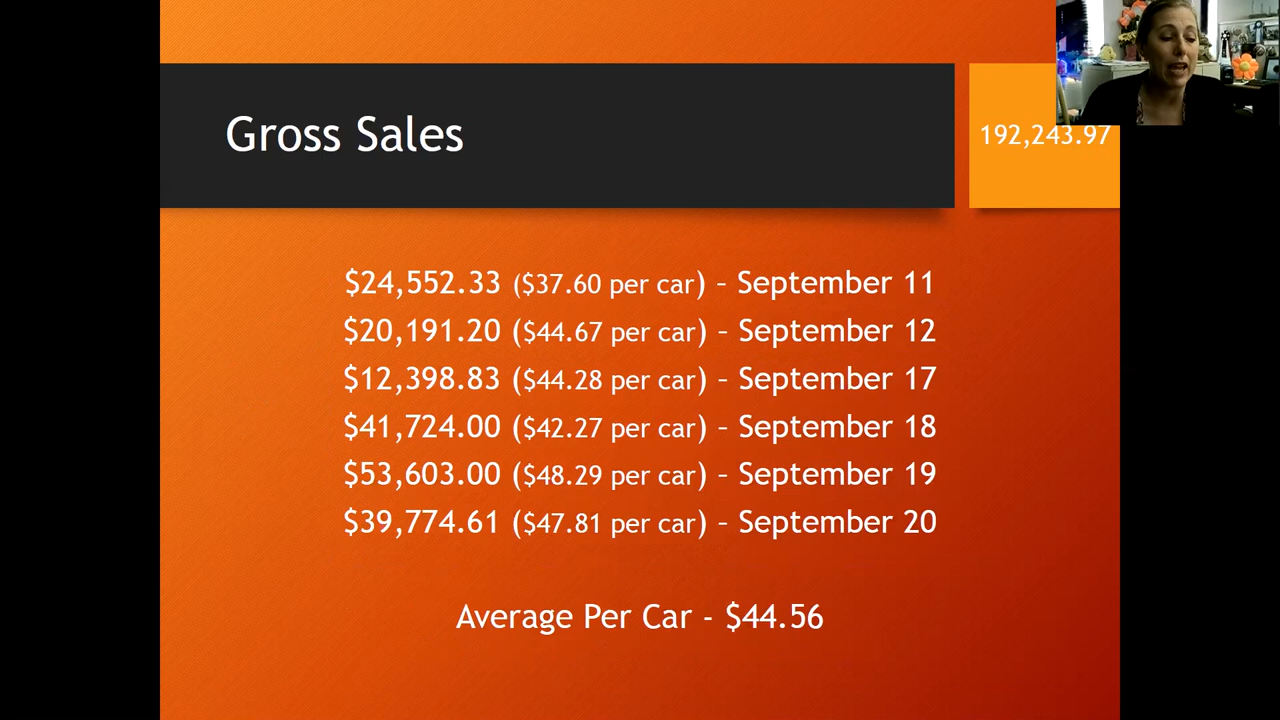 Gross Sales
192,243.97
$24,552.33 ($37.60 per car) – September 11
$20,191.20 ($44.67 per car) – September 12
$12,398.83 ($44.28 per car) – September 17
$41,724.00 ($42.27 per car) – September 18
$53,603.00 ($48.29 per car) – September 19
$39,774.61 ($47.81 per car) – September 20
Average Per Car - $44.56